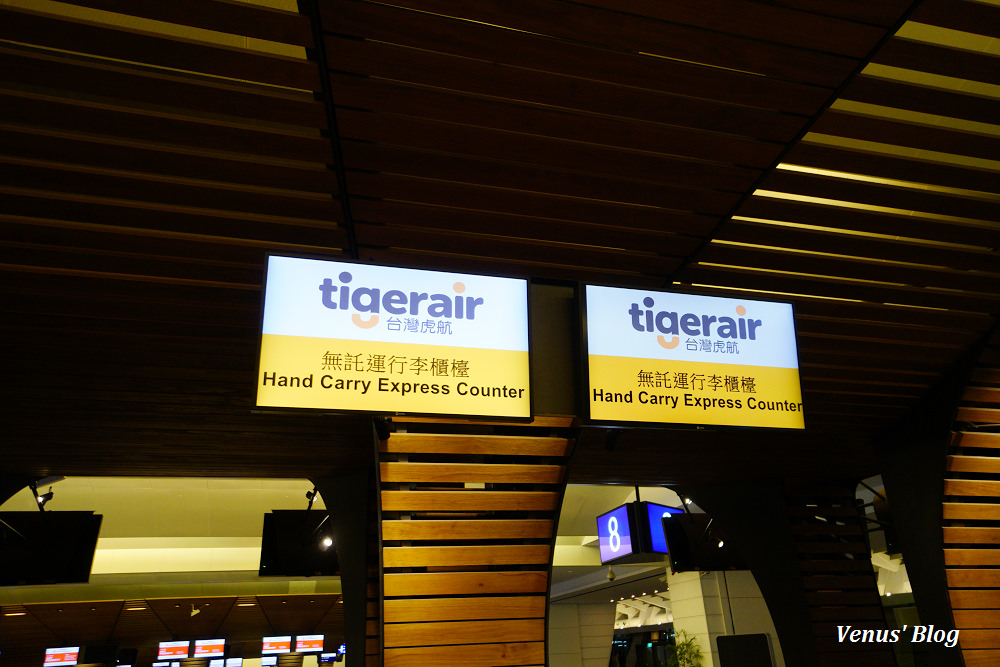 tigerair
台灣虎航
無託運行李櫃檯
Hand Carry Express Counter
tigerair
台灣虎航
無託運行李櫃檯
Hand Carry Express Counter
8
Venus' Blog